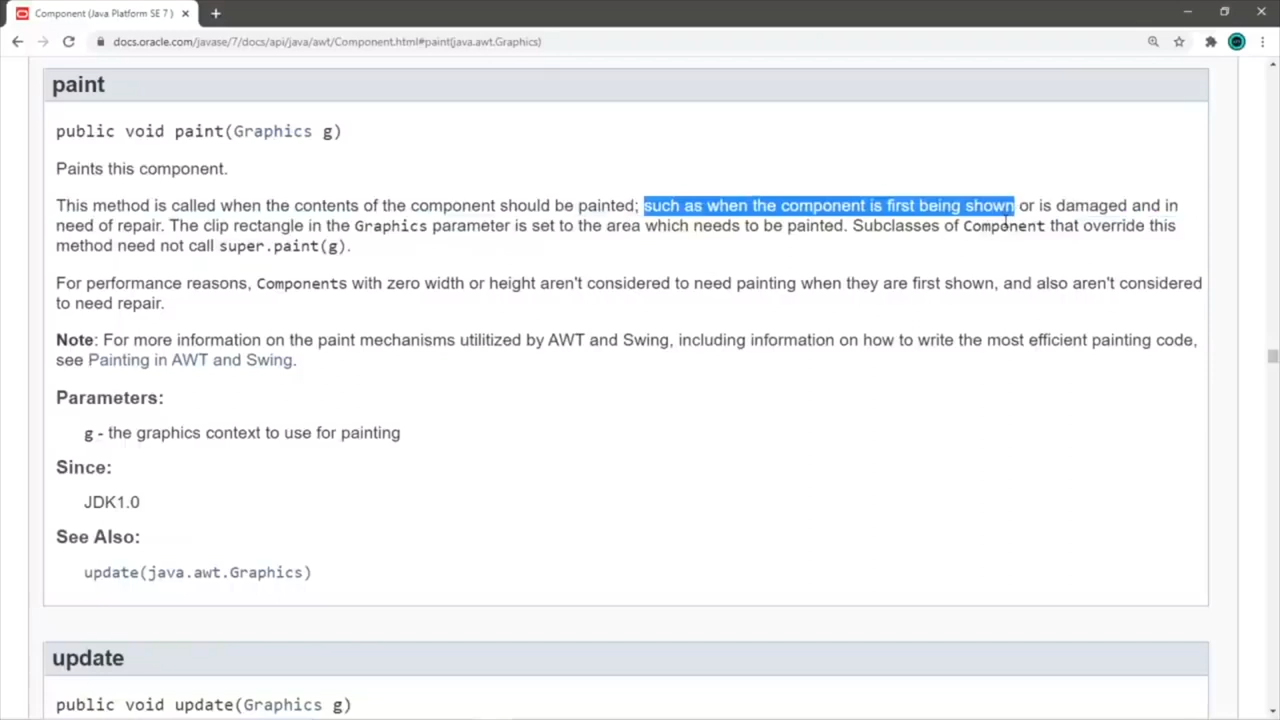 Component (Java Platform SE 7 )
docs.oracle.com/javase/7/docs/api/java/awt/Component.html#paint(java.awt.Graphics)
paint
public void paint(Graphics g)
Paints this component.
This method is called when the contents of the component should be painted; such as when the component is first being shown or is damaged and in
need of repair. The clip rectangle in the Graphics parameter is set to the area which needs to be painted. Subclasses of Component that override this
method need not call super.paint(g).
For performance reasons, Components with zero width or height aren't considered to need painting when they are first shown, and also aren't considered
to need repair.
Note: For more information on the paint mechanisms utilitized by AWT and Swing, including information on how to write the most efficient painting code,
see Painting in AWT and Swing.
Parameters:
g - the graphics context to use for painting
Since:
JDK1.0
See Also:
update(java.awt.Graphics)
update
public void update(Graphics g)